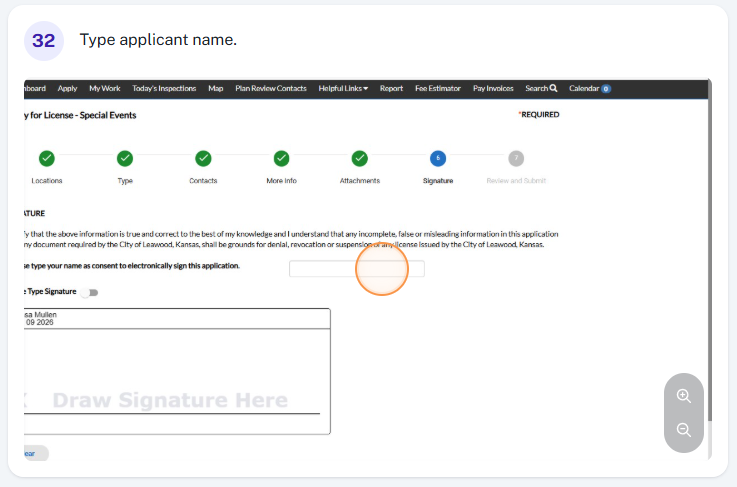 32 Type applicant name.
nboard Apply My Work Today's Inspections Map Plan Review Contacts Helpful Links Report Fee Estimator Pay Invoices Search Calendar 0
y for License - Special Events *REQUIRED
6 7
Locations Type Contacts More Info Attachments Signature Review and Submit
ATURE
fy that the above information is true and correct to the best of my knowledge and I understand that any incomplete, false or misleading information in this application
ny document required by the City of Leawood, Kansas, shall be grounds for denial, revocation or suspension of any license issued by the City of Leawood, Kansas.
se type your name as consent to electronically sign this application.
e Type Signature
sa Mullen
09 2026
X Draw Signature Here
ear